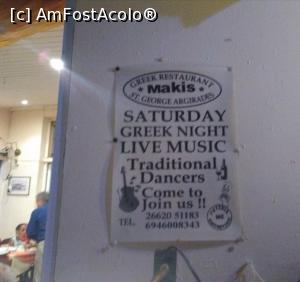 [c] AmFostAcolo®
GREEK RESTAURANT
Makis
ST. GEORGE ARGIRADES
SATURDAY
GREEK NIGHT
LIVE MUSIC
Traditional
Dancers
Come to
Join us !!
TEL. 26620 51183
6946008343